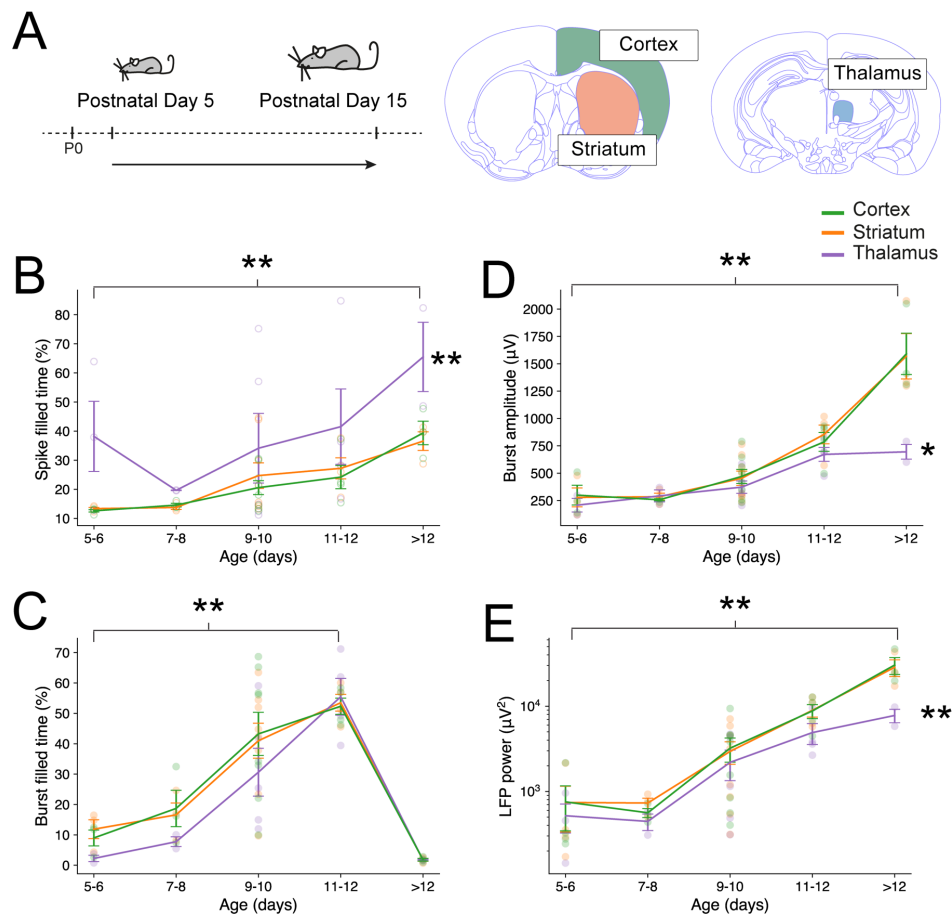 A
Postnatal Day 5
Postnatal Day 15
P0
Cortex
Striatum
Thalamus
Cortex
Striatum
Thalamus
B
**
Spike filled time (%)
80
70
60
50
40
30
20
10
**
5-6 7-8 9-10 11-12 >12
Age (days)
D
**
Burst amplitude (µV)
2000
1750
1500
1250
1000
750
500
250
*
5-6 7-8 9-10 11-12 >12
Age (days)
C
**
Burst filled time (%)
70
60
50
40
30
20
10
0
5-6 7-8 9-10 11-12 >12
Age (days)
E
**
LFP power (µV²)
10⁴
10³
**
5-6 7-8 9-10 11-12 >12
Age (days)